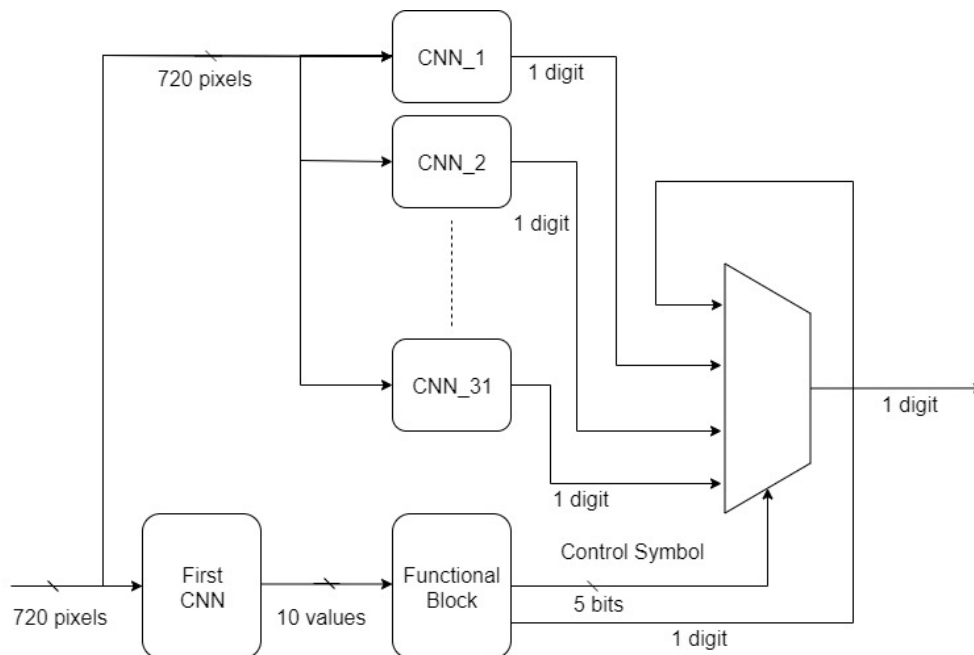 CNN_1
720 pixels
1 digit
CNN_2
1 digit
CNN_31
1 digit
1 digit
Control Symbol
First
CNN
Functional
Block
720 pixels
10 values
5 bits
1 digit